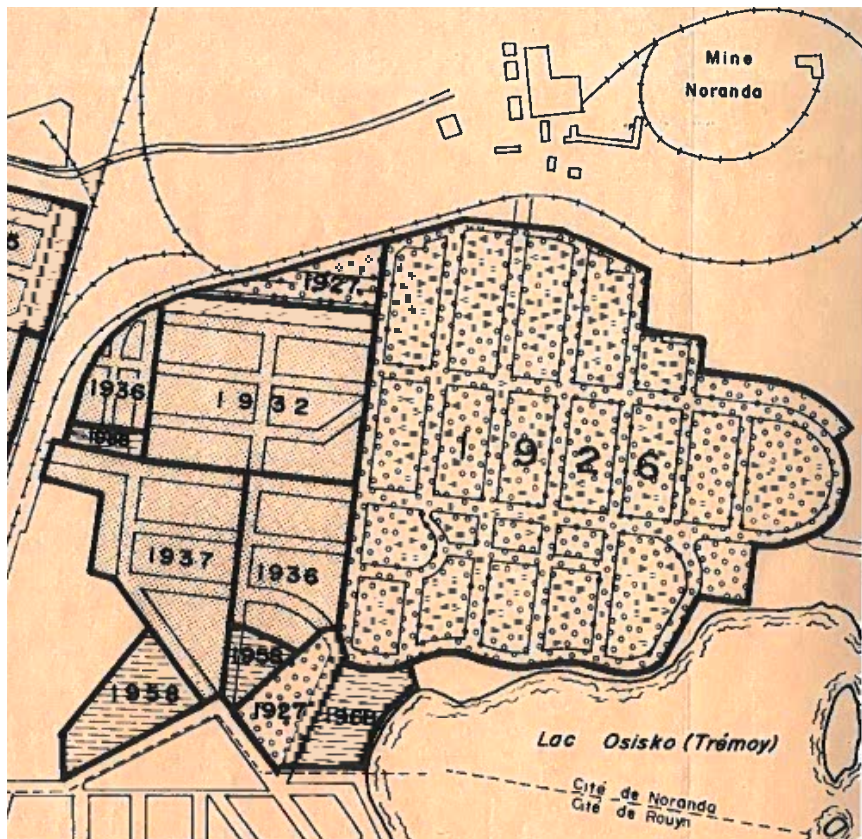 Mine
Noranda
1927
1936
1932
1926
1937
1936
1958
1958
1927
Lac Osisko (Trémoy)
Cité de Noranda
Cité de Rouyn